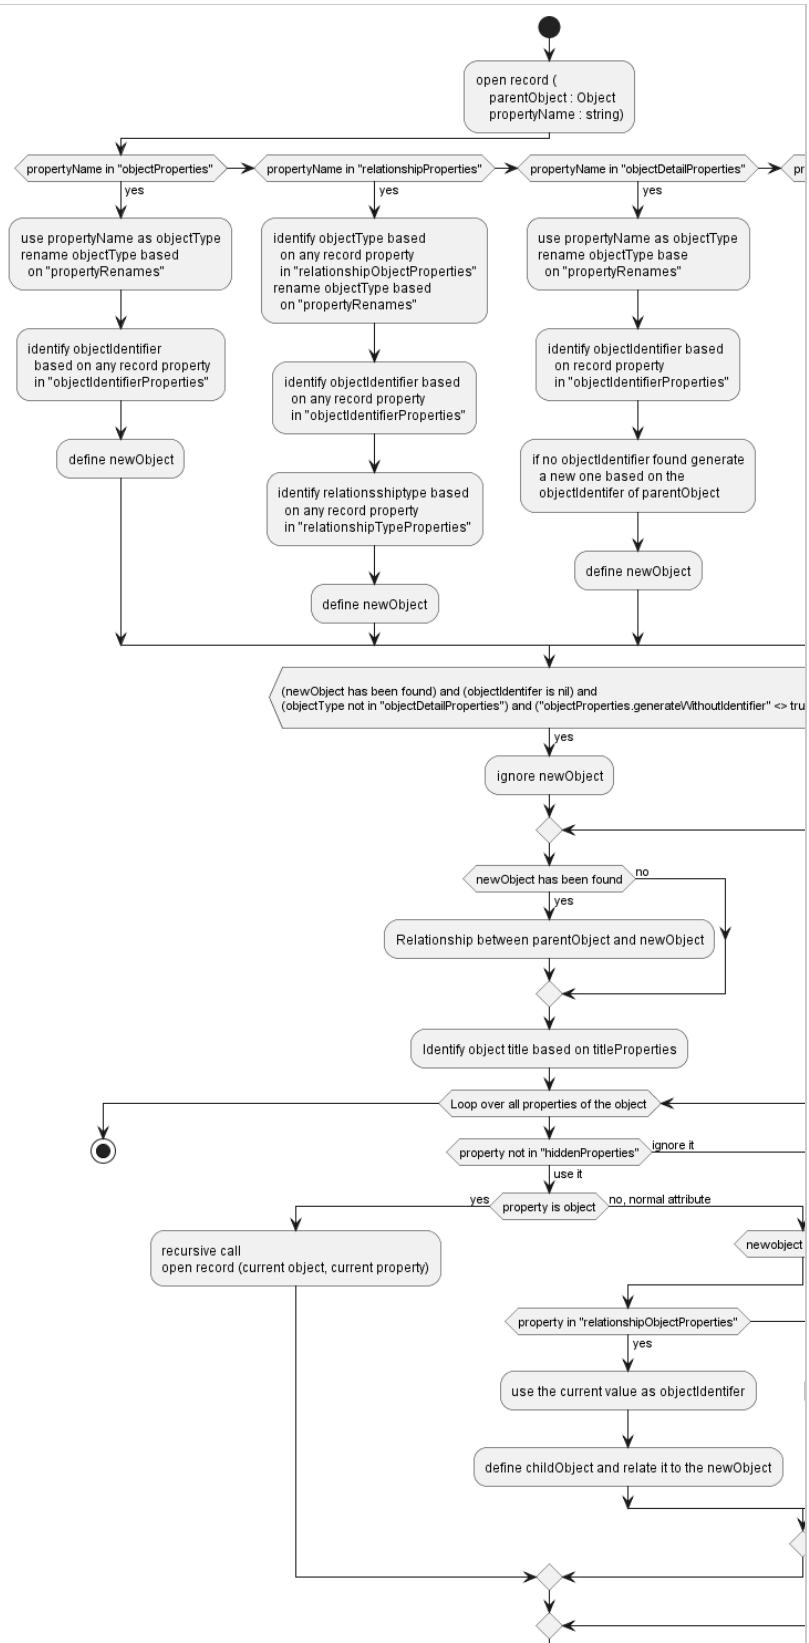 open record (
parentObject : Object
propertyName : string)
propertyName in "objectProperties"
propertyName in "relationshipProperties"
propertyName in "objectDetailProperties"
pr
yes
yes
yes
use propertyName as objectType
rename objectType based
on "propertyRenames"
identify objectType based
on any record property
in "relationshipObjectProperties"
rename objectType based
on "propertyRenames"
use propertyName as objectType
rename objectType base
on "propertyRenames"
identify objectIdentifier
based on any record property
in "objectIdentifierProperties"
identify objectIdentifier based
on any record property
in "objectIdentifierProperties"
identify objectIdentifier based
on record property
in "objectIdentifierProperties"
define newObject
identify relationsshiptype based
on any record property
in "relationshipTypeProperties"
if no objectIdentifier found generate
a new one based on the
objectIdentifer of parentObject
define newObject
define newObject
(newObject has been found) and (objectIdentifer is nil) and
(objectType not in "objectDetailProperties") and ("objectProperties.generateWithoutIdentifier" <> tru
yes
ignore newObject
newObject has been found
no
yes
Relationship between parentObject and newObject
Identify object title based on titleProperties
Loop over all properties of the object
property not in "hiddenProperties"
ignore it
use it
yes
property is object
no, normal attribute
recursive call
open record (current object, current property)
newobject
property in "relationshipObjectProperties"
yes
use the current value as objectIdentifer
define childObject and relate it to the newObject